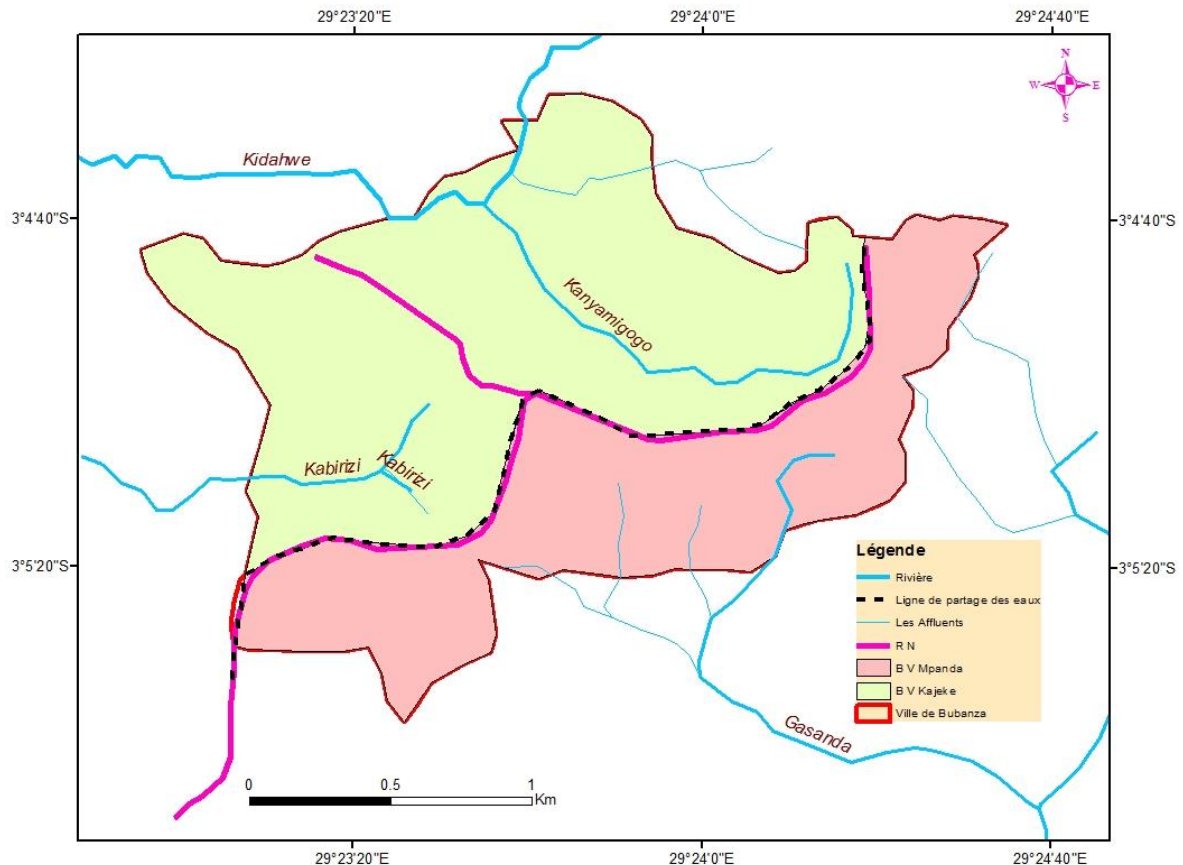 29°23'20"E
29°24'0"E
29°24'40"E
N
W E
S
Kidahwe
3°4'40"S
3°4'40"S
Kanyamigogo
Kabirizi
Kabirizi
Légende
3°5'20"S
3°5'20"S
Rivière
Ligne de partage des eaux
Les Affluents
R N
B V Mpanda
B V Kajeke
Ville de Bubanza
Gasanda
0 0.5 1
Km
29°23'20"E
29°24'0"E
29°24'40"E